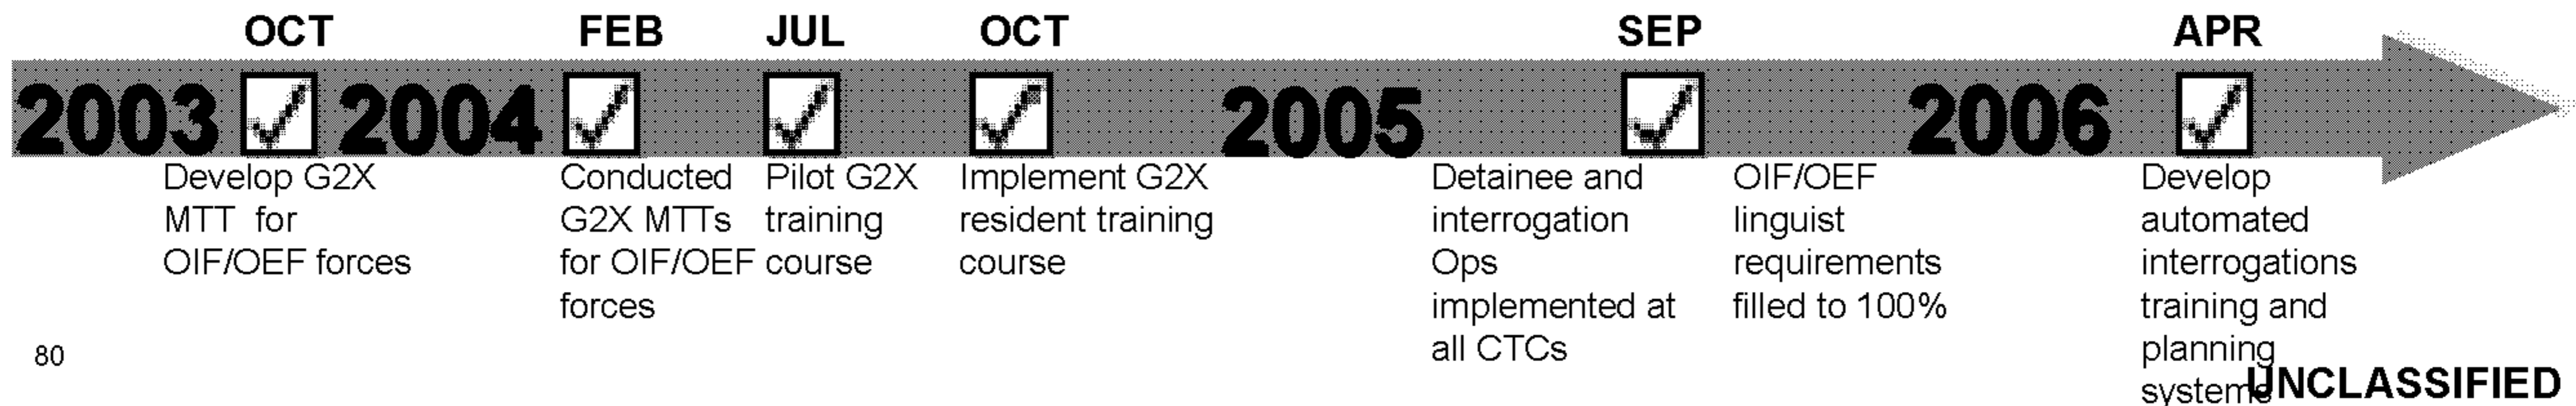 OCT FEB JUL OCT SEP APR
2003 2004 2005 2006
Develop G2X
MTT for
OIF/OEF forces
Conducted
G2X MTTs
for OIF/OEF
forces
Pilot G2X
training
course
Implement G2X
resident training
course
Detainee and
interrogation
Ops
implemented at
all CTCs
OIF/OEF
linguist
requirements
filled to 100%
Develop
automated
interrogations
training and
planning
systems
80
UNCLASSIFIED